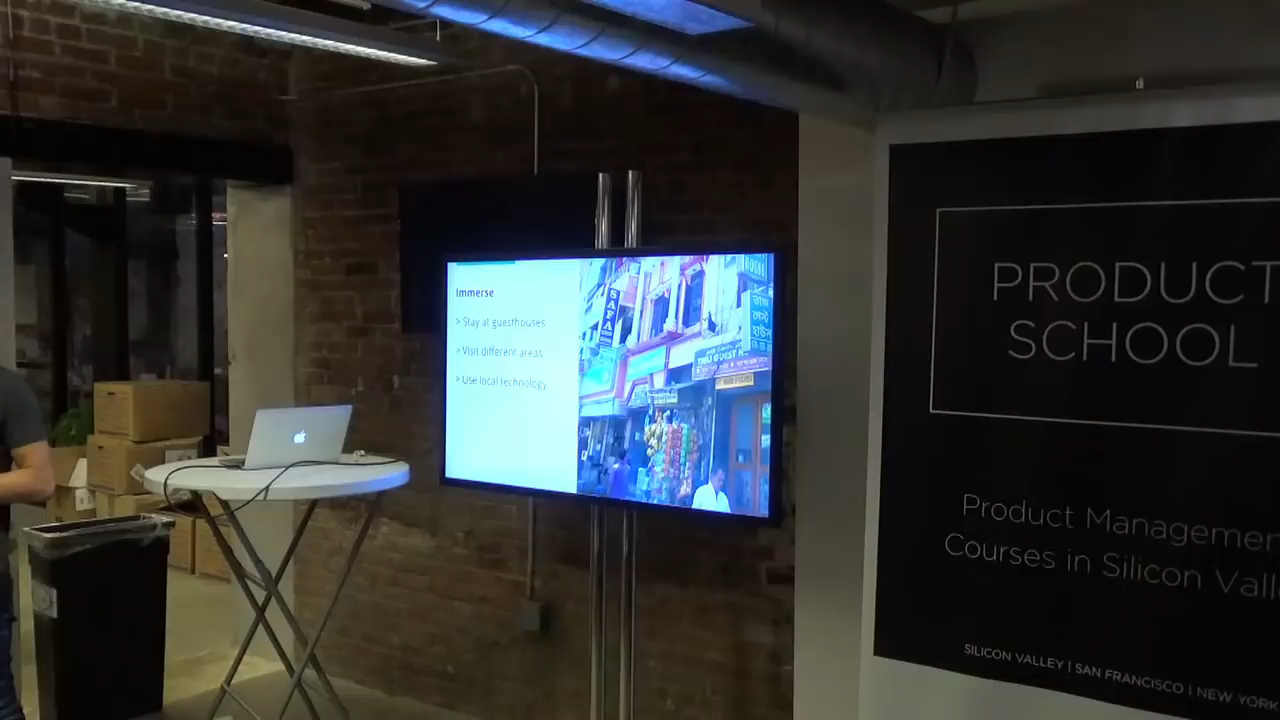 Immerse
> Stay at guesthouses
> Visit different areas
> Use local technology
SAFA
তাজ
গেস্ট
হাউস
PRODUCT
SCHOOL
Product Managemen
Courses in Silicon Vall
SILICON VALLEY | SAN FRANCISCO | NEW YORK